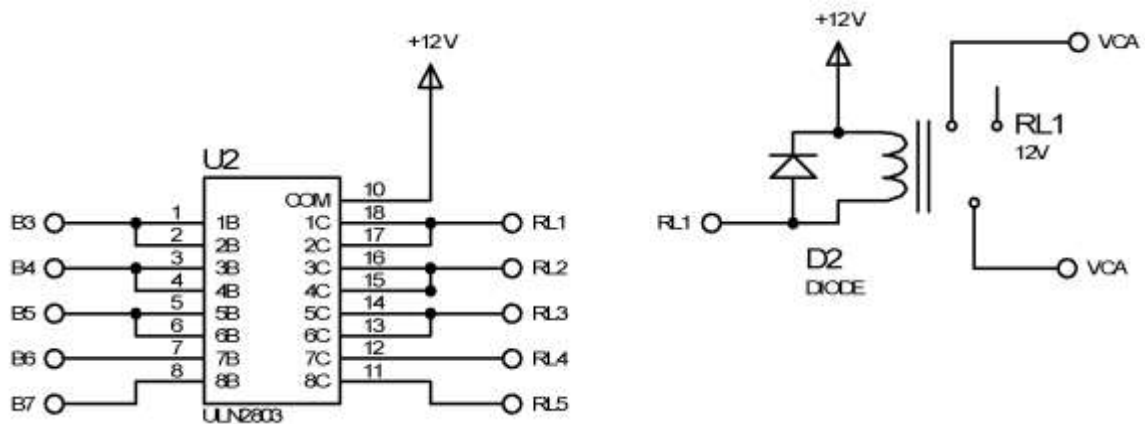 +12V
U2
COM 10
B3 1 1B 1C 18 RL1
2 2B 2C 17
B4 3 3B 3C 16 RL2
4 4B 4C 15
B5 5 5B 5C 14 RL3
6 6B 6C 13
B6 7 7B 7C 12 RL4
8 8B 8C 11
B7 RL5
ULN2803
+12V
VCA
RL1
12V
RL1
D2
DIODE
VCA